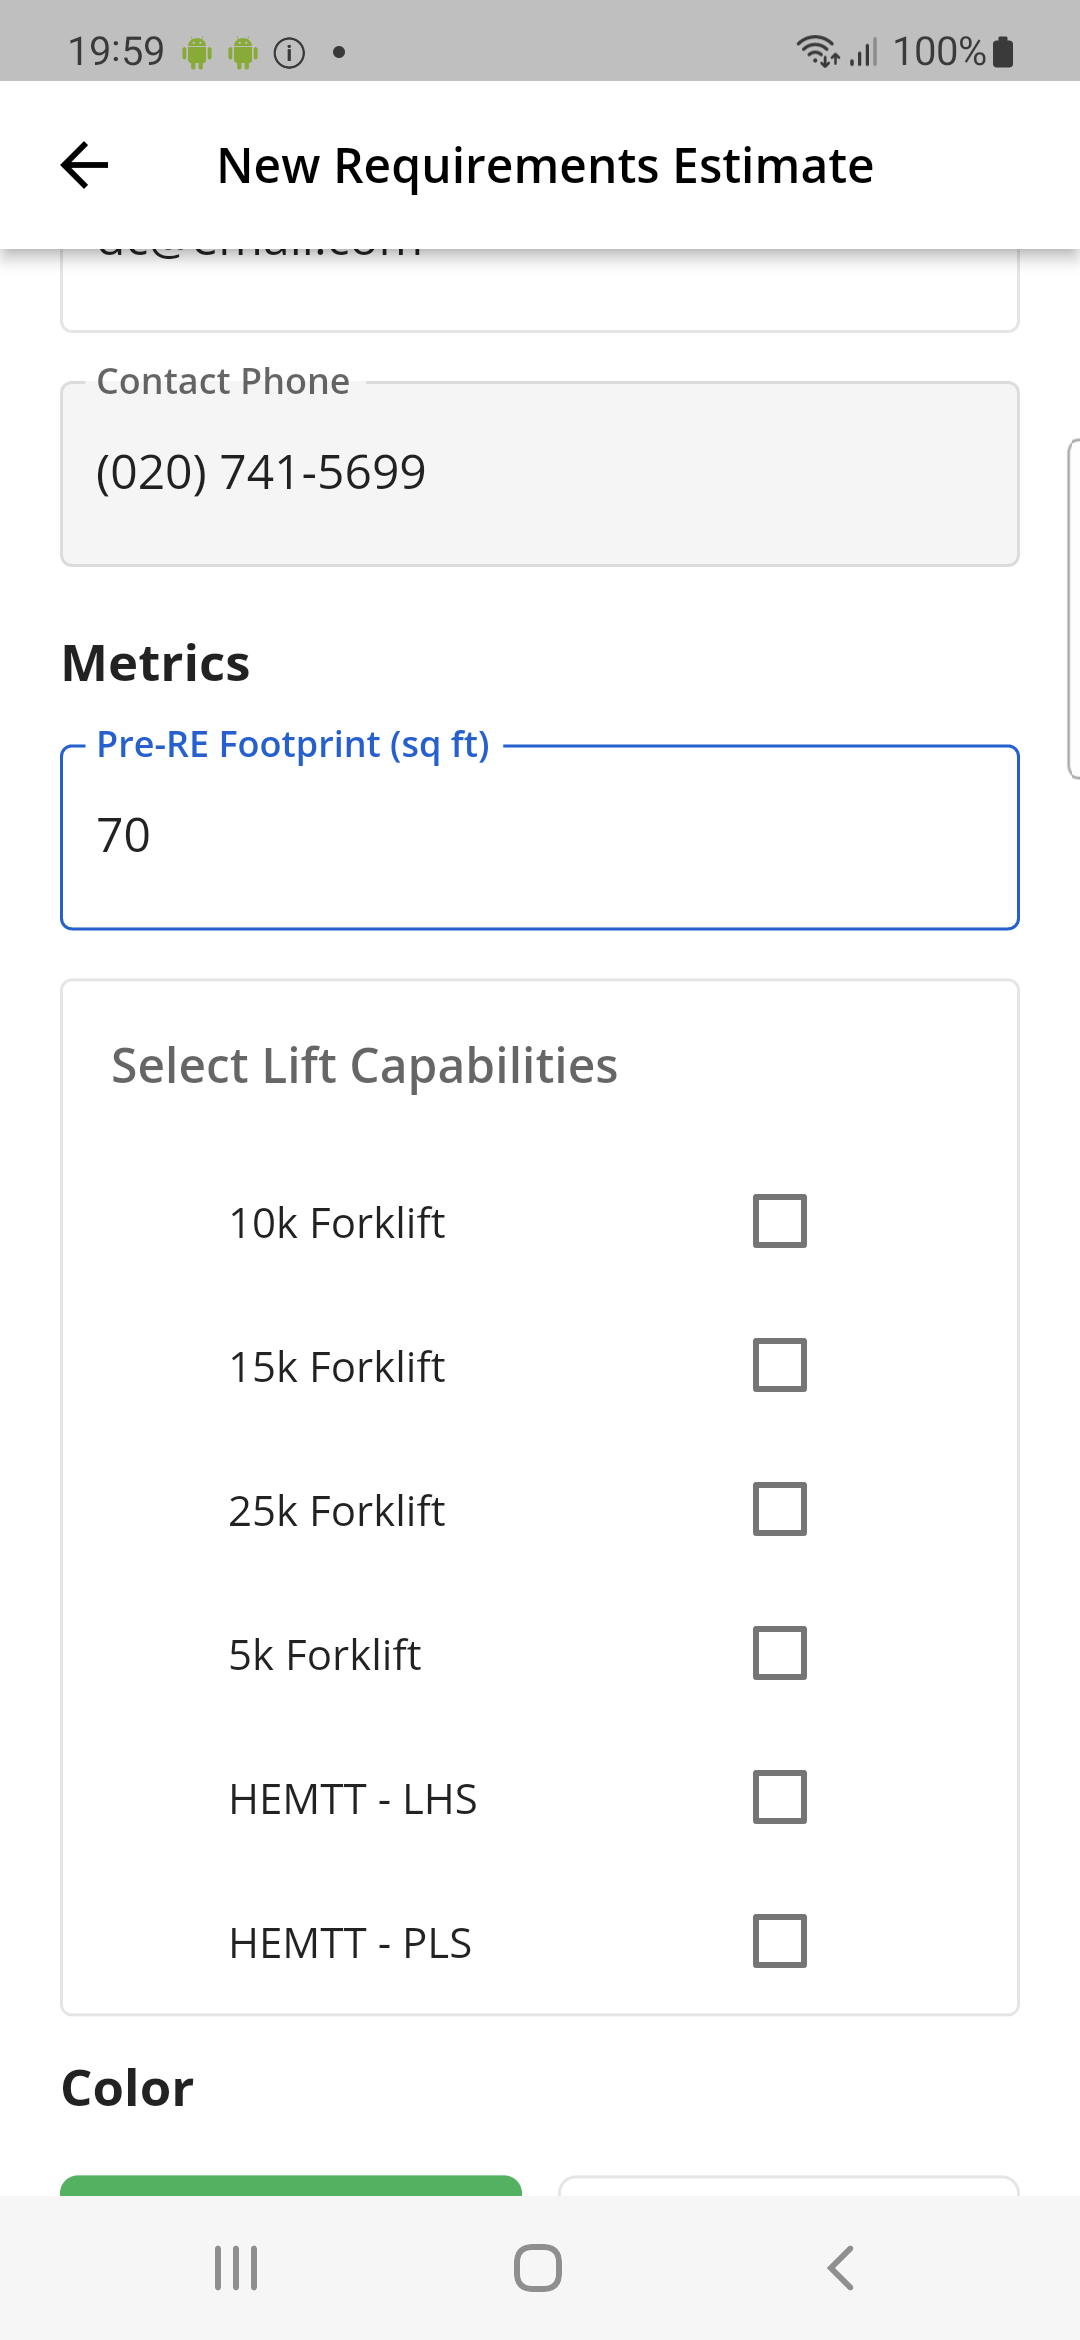 19:59
100%
New Requirements Estimate
Contact Phone
(020) 741-5699
Metrics
Pre-RE Footprint (sq ft)
70
Select Lift Capabilities
10k Forklift
15k Forklift
25k Forklift
5k Forklift
HEMTT - LHS
HEMTT - PLS
Color